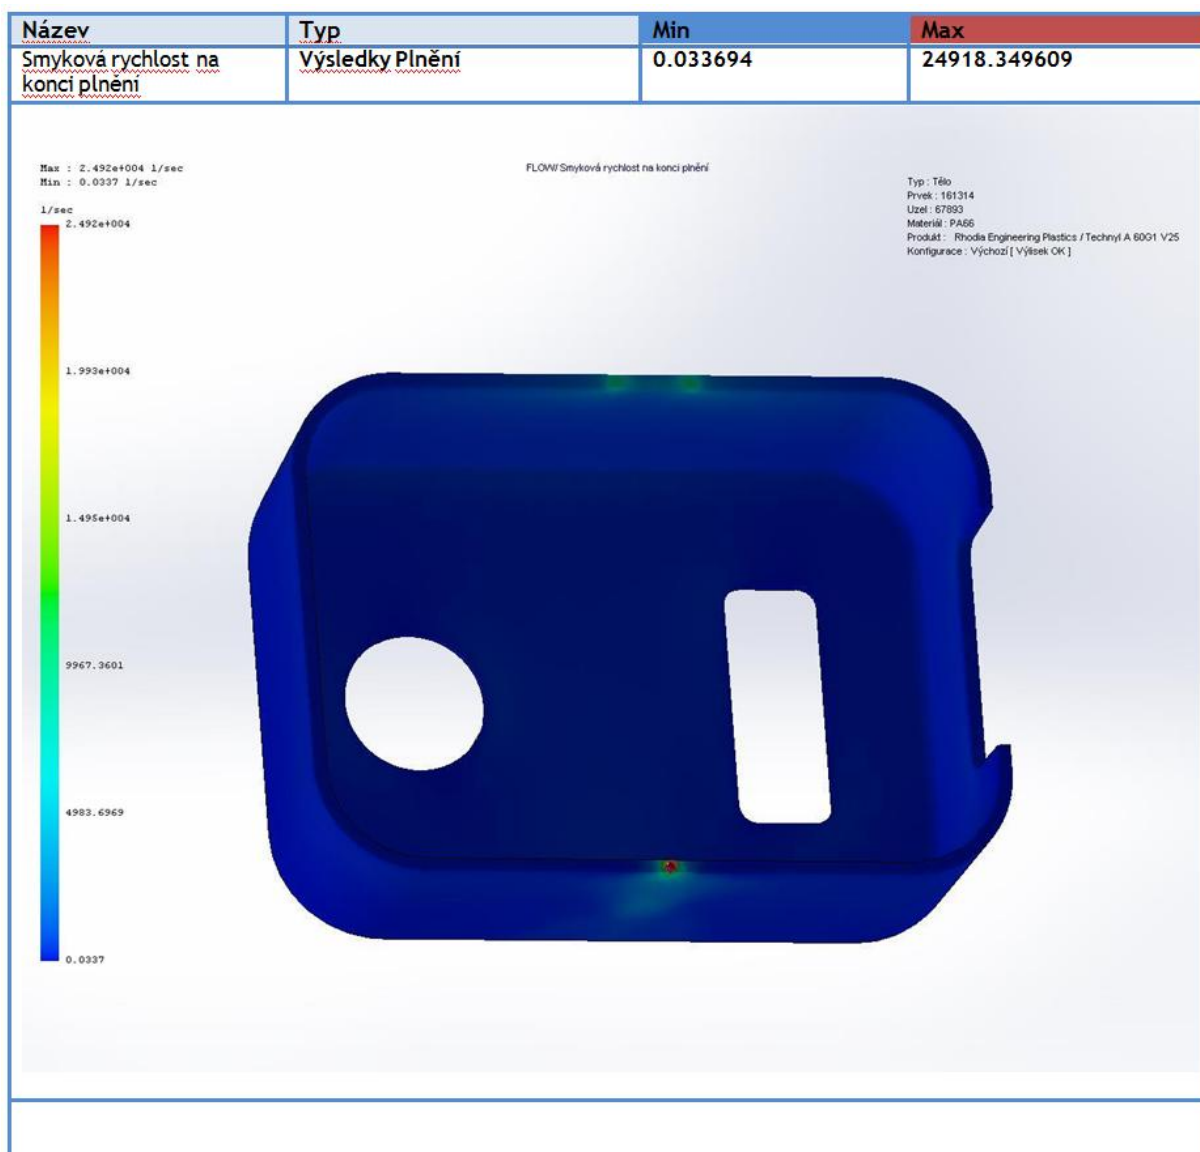 Název Typ Min Max
Smyková rychlost na konci plnění Výsledky Plnění 0.033694 24918.349609
Max : 2.492e+004 1/sec
Min : 0.0337 1/sec
FLOW/Smyková rychlost na konci plnění
Typ : Tělo
Prvek : 161314
Uzel : 67893
Materiál : PA66
Produkt : Rhodia Engineering Plastics / Technyl A 60G1 V25
Konfigurace : Výchozí [ Výlisek OK ]
1/sec
2.492e+004
1.993e+004
1.495e+004
9967.3601
4983.6969
0.0337